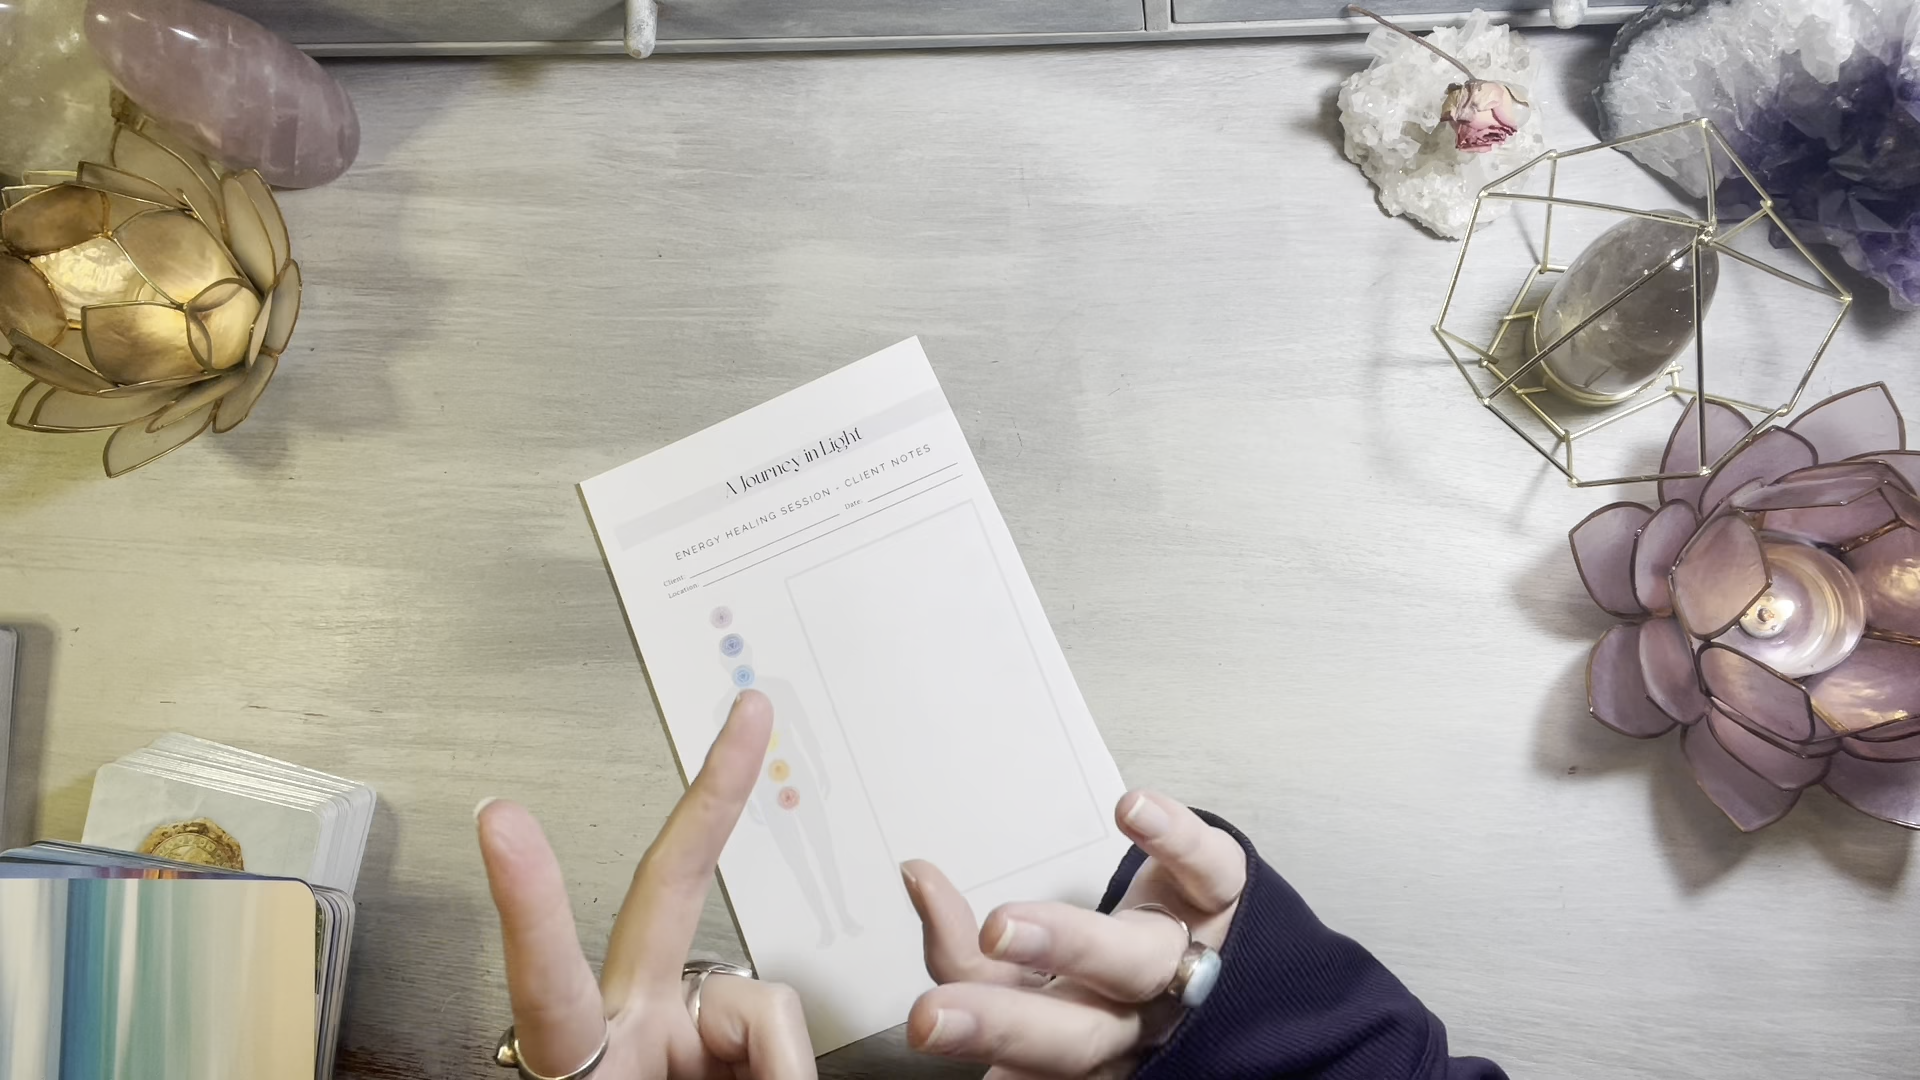 A Journey in Light
ENERGY HEALING SESSION - CLIENT NOTES
Client: Date:
Location: